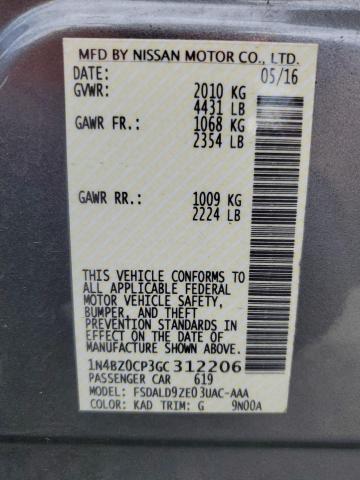 MFD BY NISSAN MOTOR CO., LTD.
DATE: 05/16
GVWR: 2010 KG
4431 LB
GAWR FR.: 1068 KG
2354 LB
GAWR RR.: 1009 KG
2224 LB
THIS VEHICLE CONFORMS TO
ALL APPLICABLE FEDERAL
MOTOR VEHICLE SAFETY,
BUMPER, AND THEFT
PREVENTION STANDARDS IN
EFFECT ON THE DATE OF
MANUFACTURE SHOWN ABOVE.
1N4BZ0CP3GC312206
PASSENGER CAR 619
MODEL: FSDALD9ZE03UAC-AAA
COLOR: KAD TRIM: G 9N00A